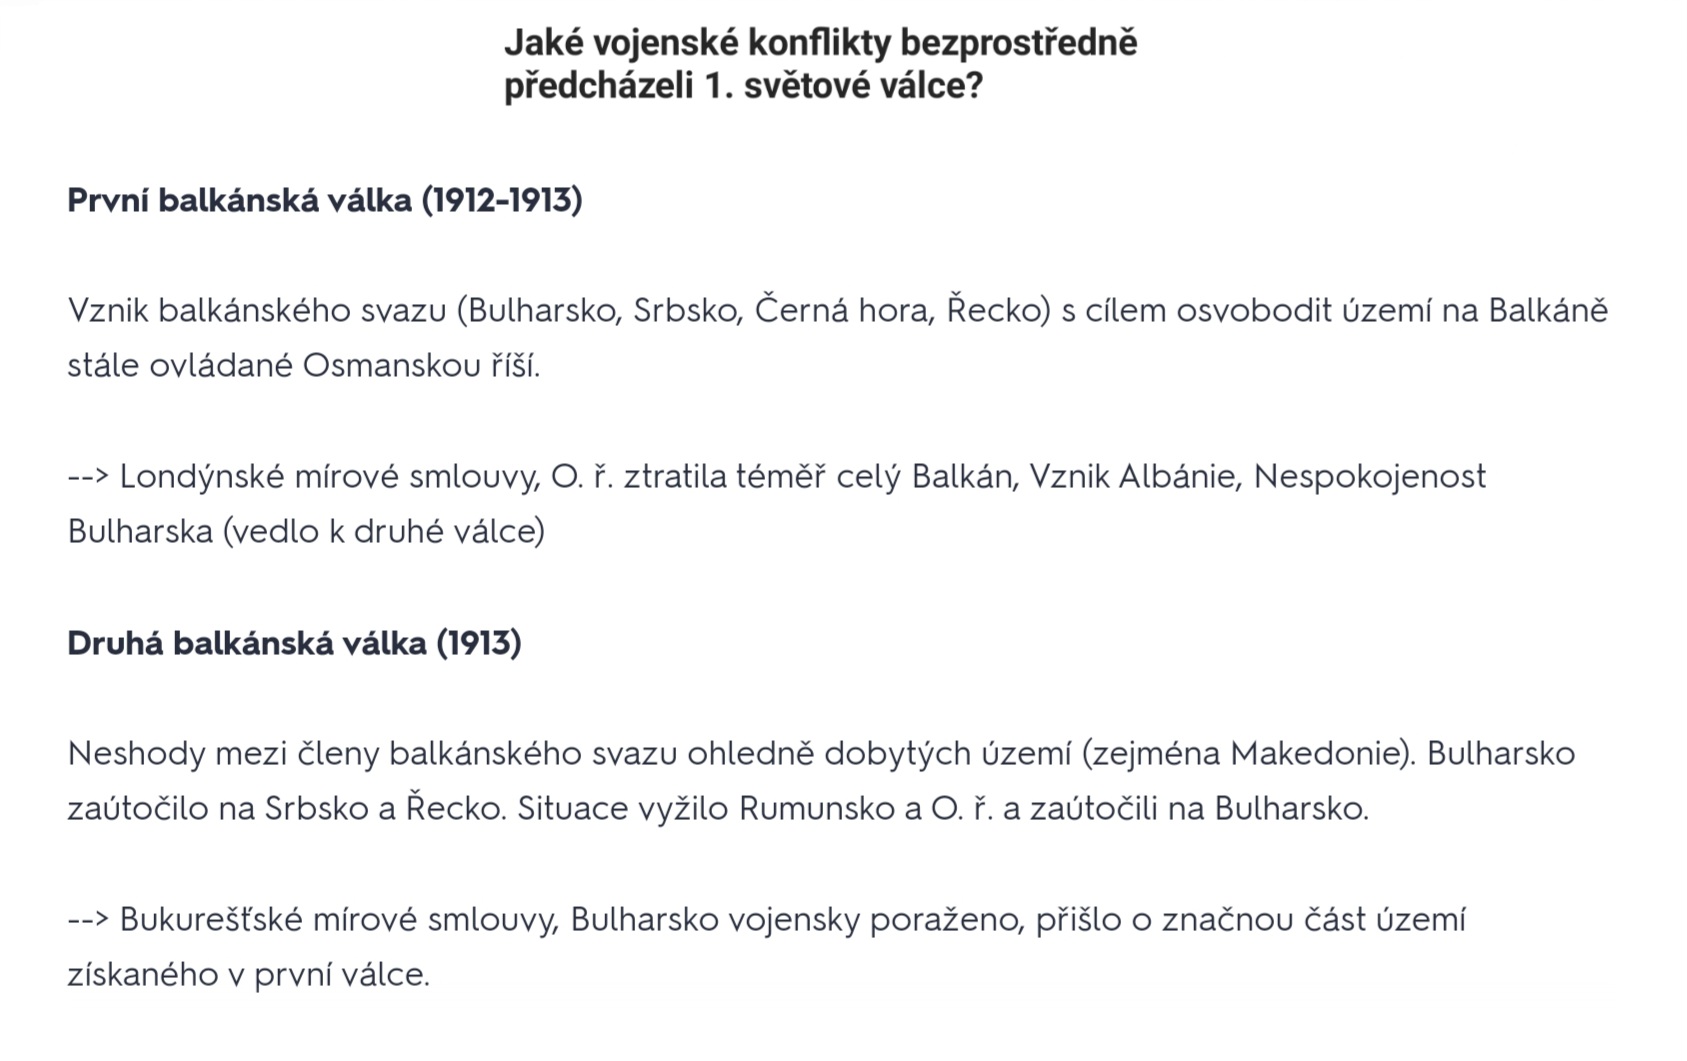 Jaké vojenské konflikty bezprostředně
předcházeli 1. světové válce?
První balkánská válka (1912-1913)
Vznik balkánského svazu (Bulharsko, Srbsko, Černá hora, Řecko) s cílem osvobodit území na Balkáně
stále ovládané Osmanskou říší.
--> Londýnské mírové smlouvy, O. ř. ztratila téměř celý Balkán, Vznik Albánie, Nespokojenost
Bulharska (vedlo k druhé válce)
Druhá balkánská válka (1913)
Neshody mezi členy balkánského svazu ohledně dobytých území (zejména Makedonie). Bulharsko
zaútočilo na Srbsko a Řecko. Situace vyžilo Rumunsko a O. ř. a zaútočili na Bulharsko.
--> Bukurešťské mírové smlouvy, Bulharsko vojensky poraženo, přišlo o značnou část území
získaného v první válce.